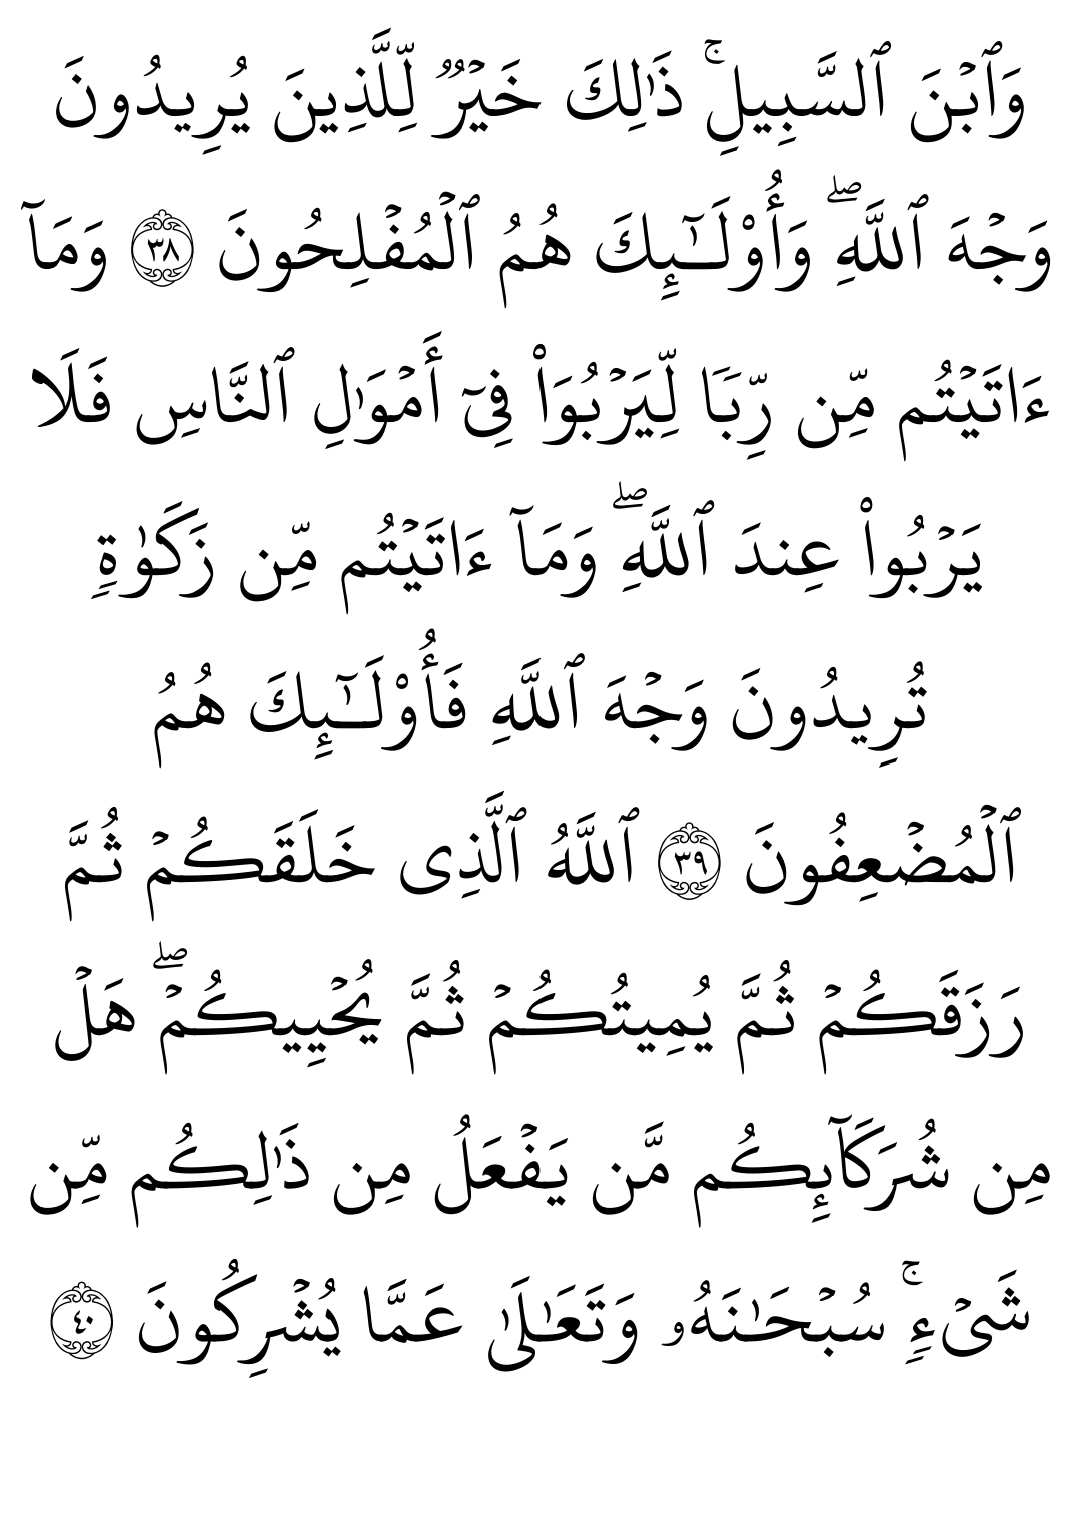 وَٱبۡنَ ٱلسَّبِيلِۚ ذَٰلِكَ خَيۡرٞ لِّلَّذِينَ يُرِيدُونَ
وَجۡهَ ٱللَّهِۖ وَأُوْلَـٰٓئِكَ هُمُ ٱلۡمُفۡلِحُونَ ٣٨ وَمَآ
ءَاتَيۡتُم مِّن رِّبٗا لِّيَرۡبُوَاْ فِيٓ أَمۡوَٰلِ ٱلنَّاسِ فَلَا
يَرۡبُواْ عِندَ ٱللَّهِۖ وَمَآ ءَاتَيۡتُم مِّن زَكَوٰةٖ
تُرِيدُونَ وَجۡهَ ٱللَّهِ فَأُوْلَـٰٓئِكَ هُمُ
ٱلۡمُضۡعِفُونَ ٣٩ ٱللَّهُ ٱلَّذِي خَلَقَكُمۡ ثُمَّ
رَزَقَكُمۡ ثُمَّ يُمِيتُكُمۡ ثُمَّ يُحۡيِيكُمۡۖ هَلۡ
مِن شُرَكَآئِكُم مَّن يَفۡعَلُ مِن ذَٰلِكُم مِّن
شَيۡءٖۚ سُبۡحَٰنَهُۥ وَتَعَٰلَىٰ عَمَّا يُشۡرِكُونَ ٤٠